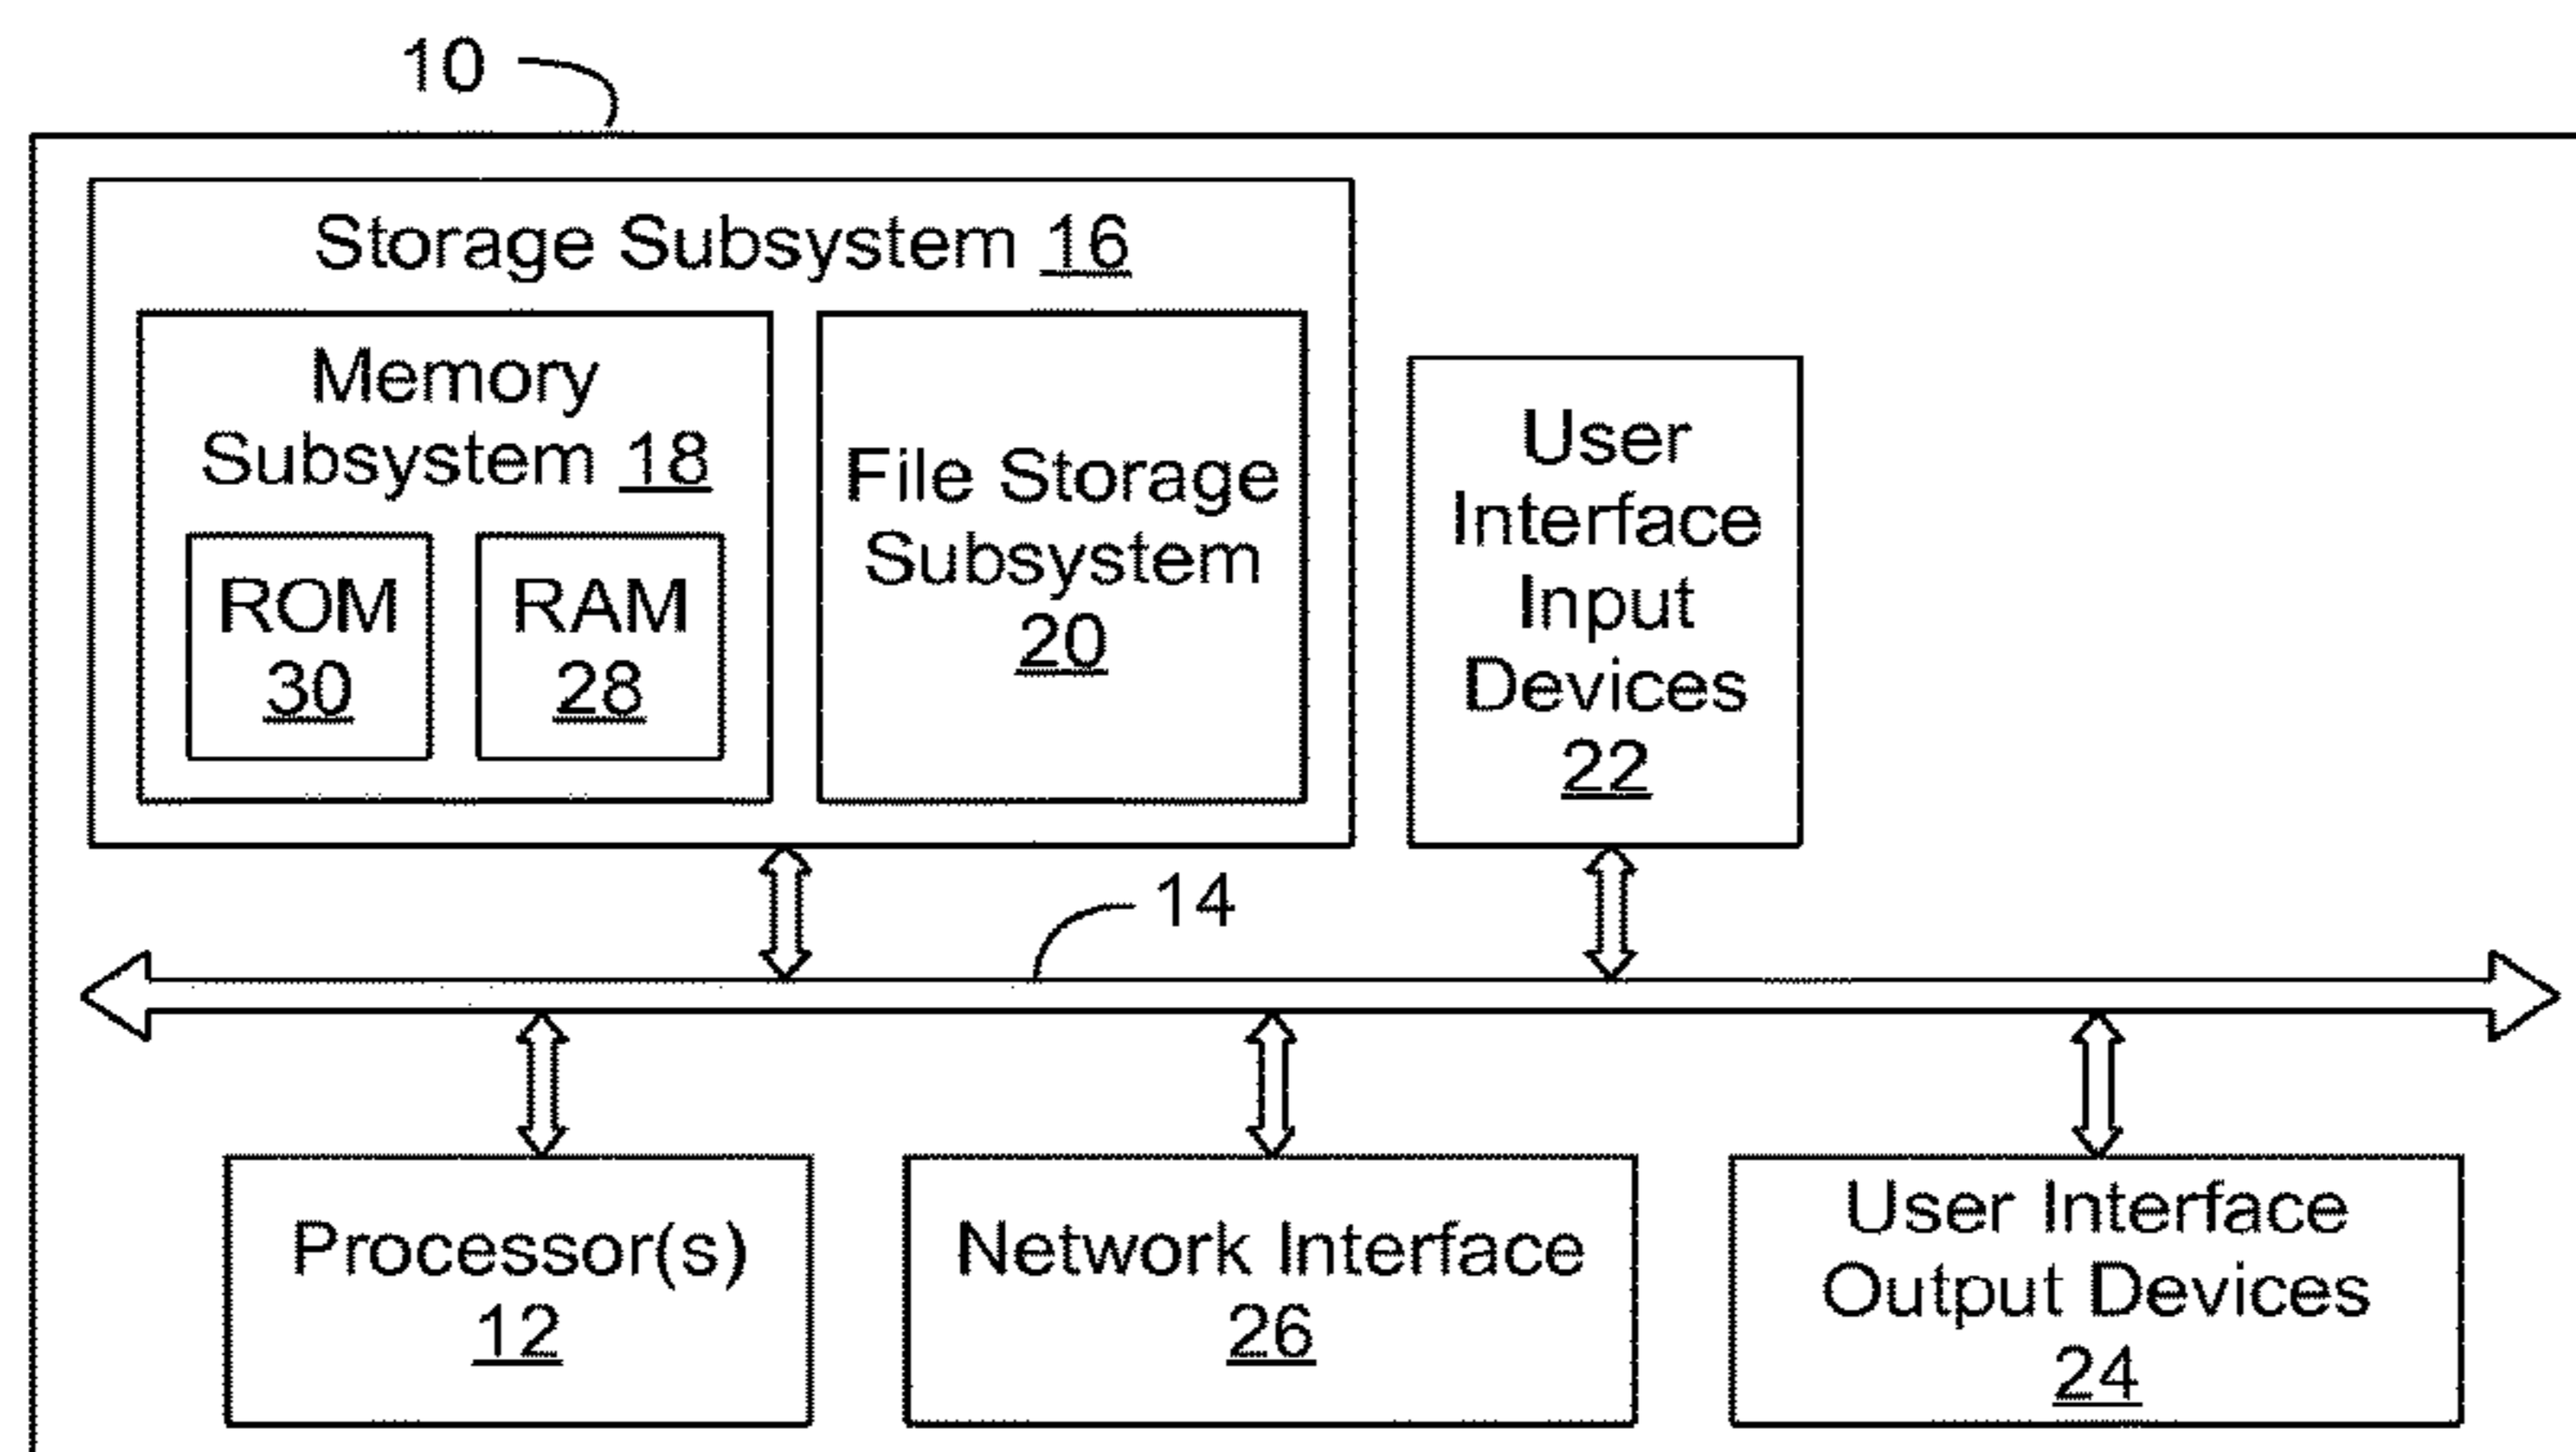 10
Storage Subsystem 16
Memory
Subsystem 18
ROM
30
RAM
28
File Storage
Subsystem
20
User
Interface
Input
Devices
22
14
Processor(s)
12
Network Interface
26
User Interface
Output Devices
24